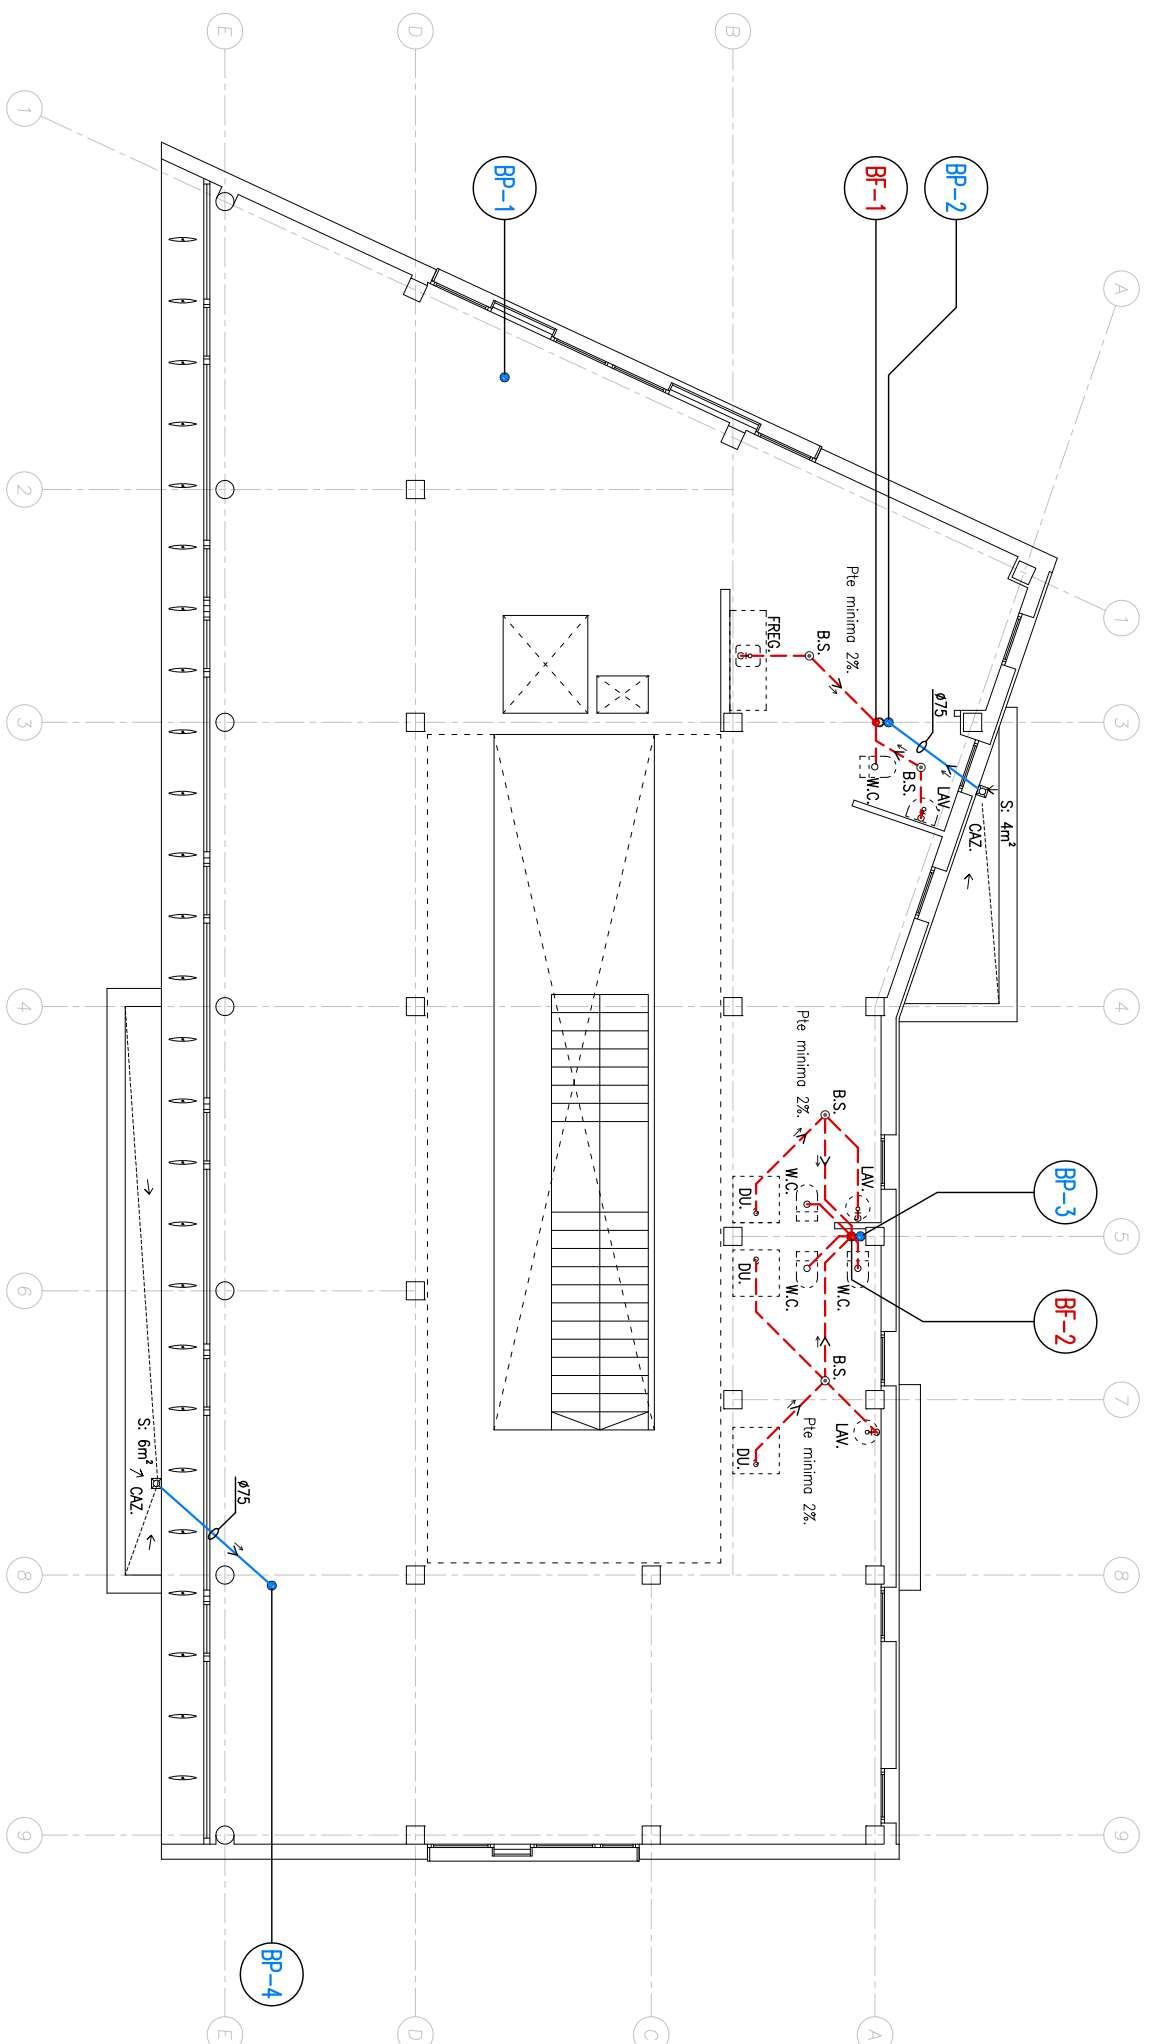 A
1
3
4
5
7
8
9
BP-3
BF-2
S: 4m²
CAZ.
BP-2
ø75
LAV.
B.S.
BF-1
W.C.
LAV.
A
Pte minima 2%.
B.S.
W.C.
B.S.
LAV.
B.S.
Pte minima 2%.
Pte minima 2%.
W.C.
W.C.
FREG.
DU.
DU.
DU.
B
C
BP-1
D
D
BP-4
ø75
E
E
S: 6m²
CAZ.
1
2
3
4
6
8
9